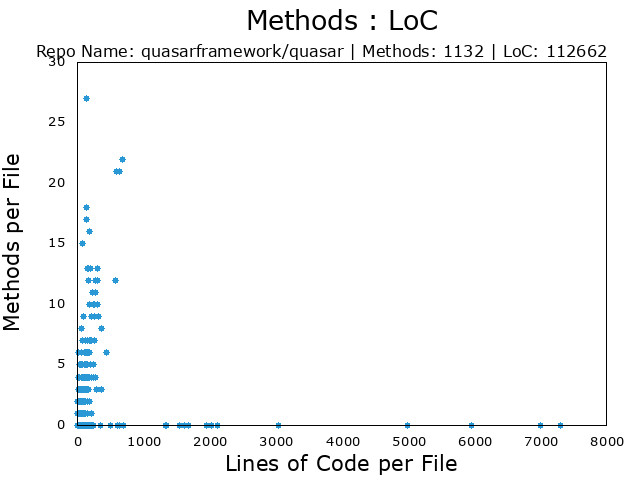 Methods : LoC
Repo Name: quasarframework/quasar | Methods: 1132 | LoC: 112662
30
25
20
15
10
5
0
Methods per File
0 1000 2000 3000 4000 5000 6000 7000 8000
Lines of Code per File